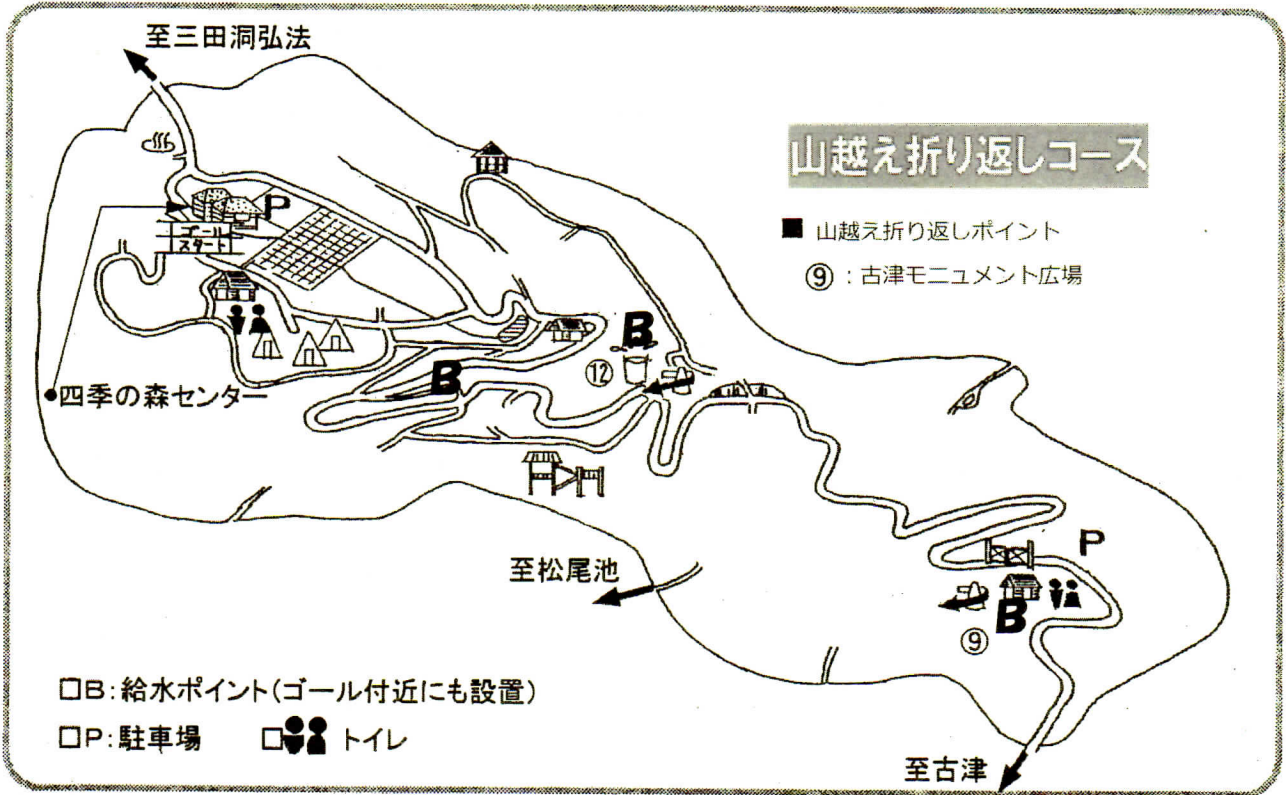 至三田洞弘法
山越え折り返しコース
■ 山越え折り返しポイント
⑨：古津モニュメント広場
P
ゴール
スタート
B
⑫
B
●四季の森センター
至松尾池
P
B
⑨
□B：給水ポイント（ゴール付近にも設置）
□P：駐車場 □トイレ
至古津